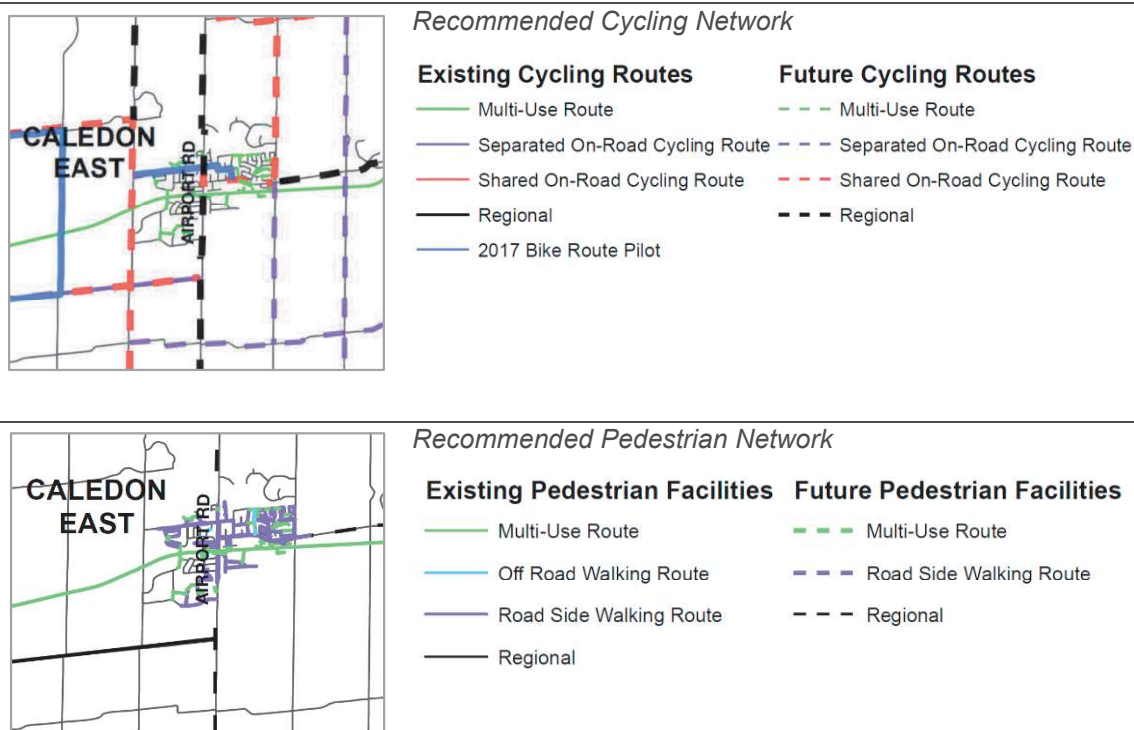 Recommended Cycling Network
Existing Cycling Routes
Multi-Use Route
Separated On-Road Cycling Route
Shared On-Road Cycling Route
Regional
2017 Bike Route Pilot
Future Cycling Routes
Multi-Use Route
Separated On-Road Cycling Route
Shared On-Road Cycling Route
Regional
CALEDON
EAST
AIRPORT RD
Recommended Pedestrian Network
Existing Pedestrian Facilities
Multi-Use Route
Off Road Walking Route
Road Side Walking Route
Regional
Future Pedestrian Facilities
Multi-Use Route
Road Side Walking Route
Regional
CALEDON
EAST
AIRPORT RD